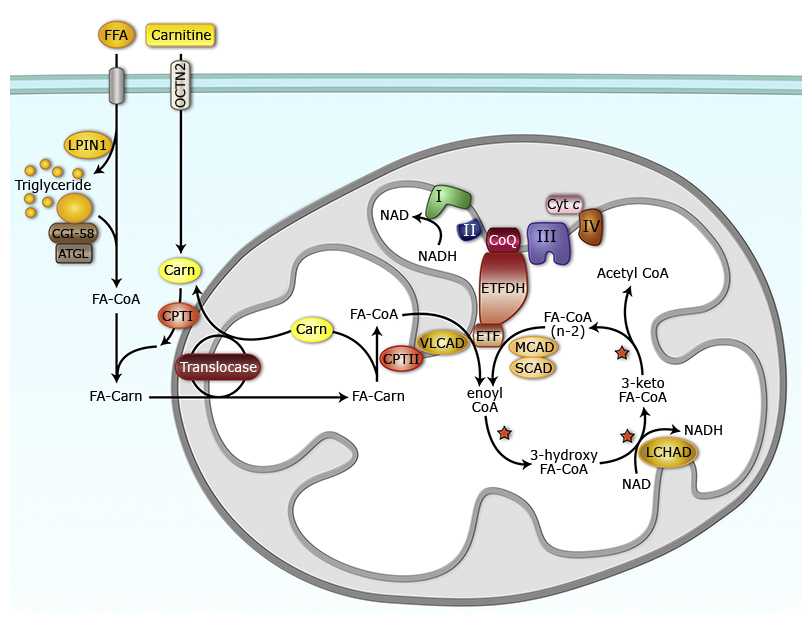 FFA
Carnitine
OCTN2
LPIN1
Triglyceride
CGI-58
ATGL
FA-CoA
Carn
CPTI
Translocase
FA-Carn
Carn
FA-CoA
CPTII
FA-Carn
VLCAD
NAD
NADH
I
II
CoQ
III
Cyt c
IV
ETFDH
ETF
FA-CoA
(n-2)
MCAD
SCAD
Acetyl CoA
enoyl
CoA
3-keto
FA-CoA
3-hydroxy
FA-CoA
NADH
LCHAD
NAD